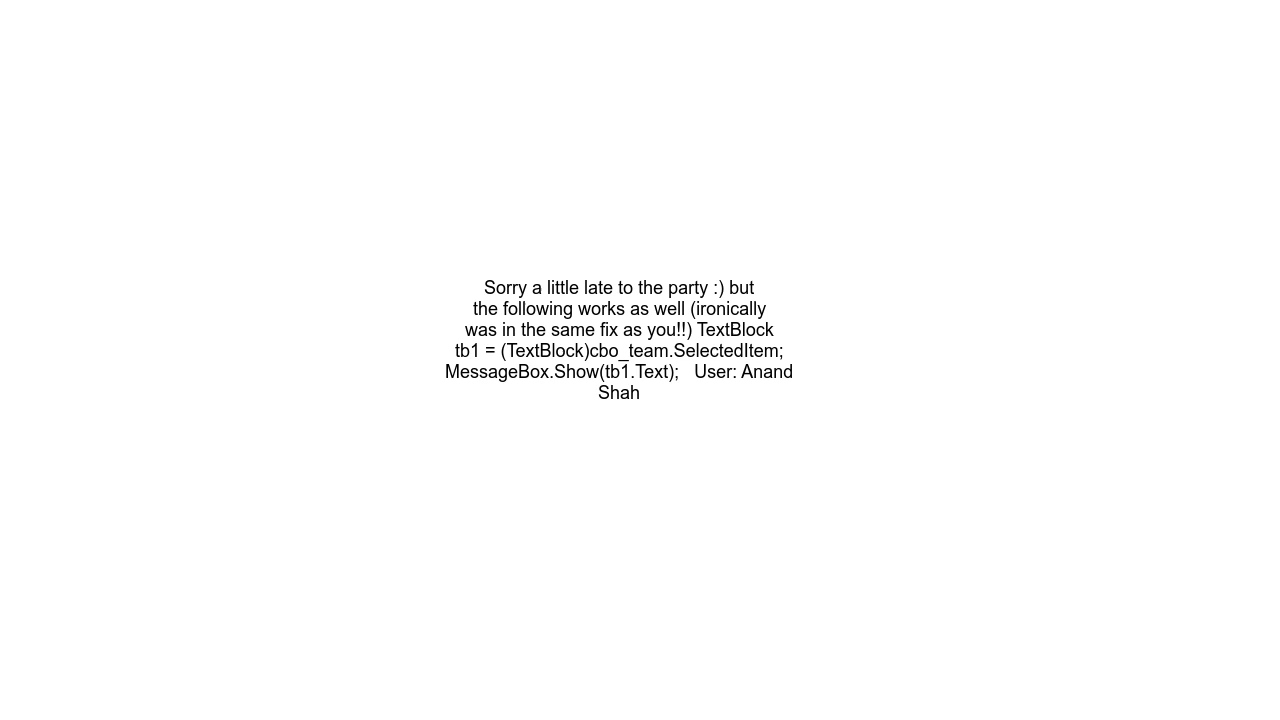 Sorry a little late to the party :) but
the following works as well (ironically
was in the same fix as you!!) TextBlock
tb1 = (TextBlock)cbo_team.SelectedItem;
MessageBox.Show(tb1.Text);   User: Anand
Shah